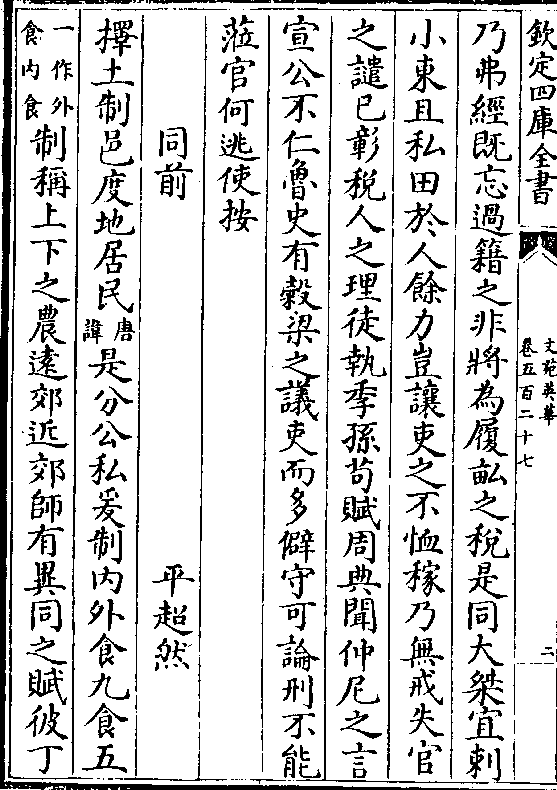 欽定四庫全書
文苑英華
卷五百二十七
二
乃弗經既忘過籍之非將為履畝之稅是同大桀宜刺
小東且私田於人餘力豈讓吏之不恤稼乃無戒失官
之譴已彰稅人之理徒執季孫苟賦周典聞仲尼之言
宣公不仁魯史有榖梁之議吏而多僻守可論刑不能
蒞官何逃使按
同前
平超然
擇土制邑度地居民唐諱是分公私爰制内外食九食五
一作外食内食制稱上下之農遠郊近郊師有異同之賦彼丁